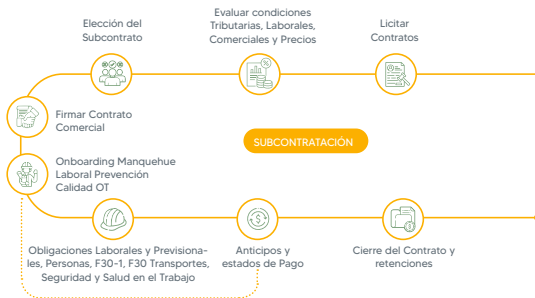 Elección del
Subcontrato
Evaluar condiciones
Tributarias, Laborales,
Comerciales y Precios
Licitar
Contratos
Firmar Contrato
Comercial
SUBCONTRATACIÓN
Onboarding Manquehue
Laboral Prevención
Calidad OT
Obligaciones Laborales y Previsiona-
les, Personas, F30-1, F30 Transportes,
Seguridad y Salud en el Trabajo
Anticipos y
estados de Pago
Cierre del Contrato y
retenciones